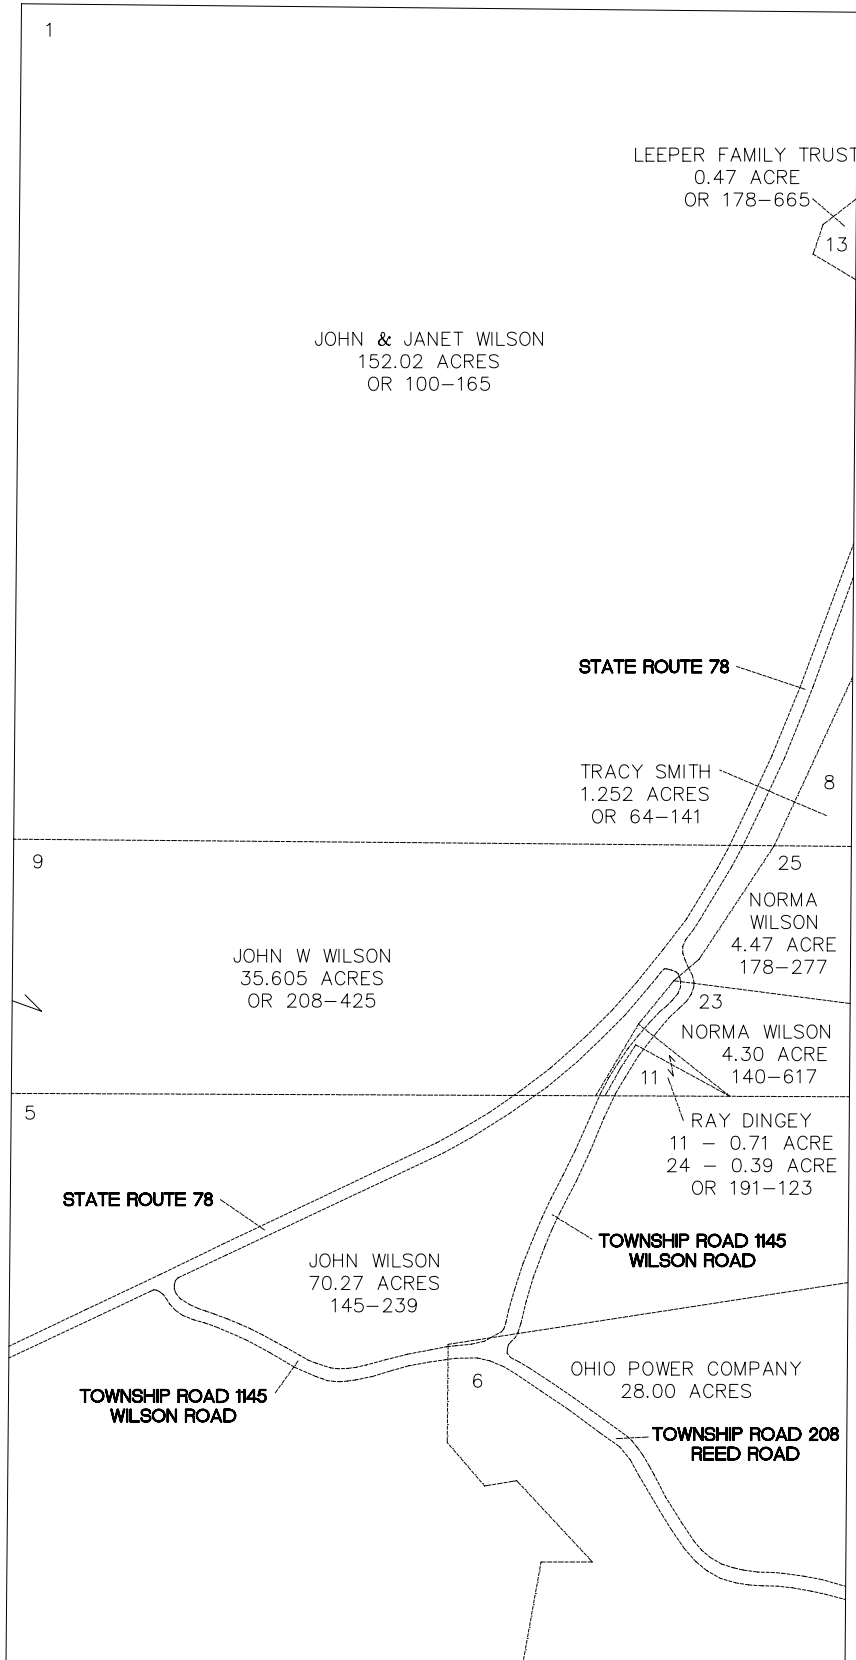 1
LEEPER FAMILY TRUST
0.47 ACRE
OR 178-665
13
JOHN & JANET WILSON
152.02 ACRES
OR 100-165
STATE ROUTE 78
TRACY SMITH
1.252 ACRES
OR 64-141
8
9
25
NORMA
WILSON
4.47 ACRE
178-277
JOHN W WILSON
35.605 ACRES
OR 208-425
23
NORMA WILSON
4.30 ACRE
140-617
11
5
RAY DINGEY
11 - 0.71 ACRE
24 - 0.39 ACRE
OR 191-123
STATE ROUTE 78
TOWNSHIP ROAD 1145
WILSON ROAD
JOHN WILSON
70.27 ACRES
145-239
6
OHIO POWER COMPANY
28.00 ACRES
TOWNSHIP ROAD 1145
WILSON ROAD
TOWNSHIP ROAD 208
REED ROAD